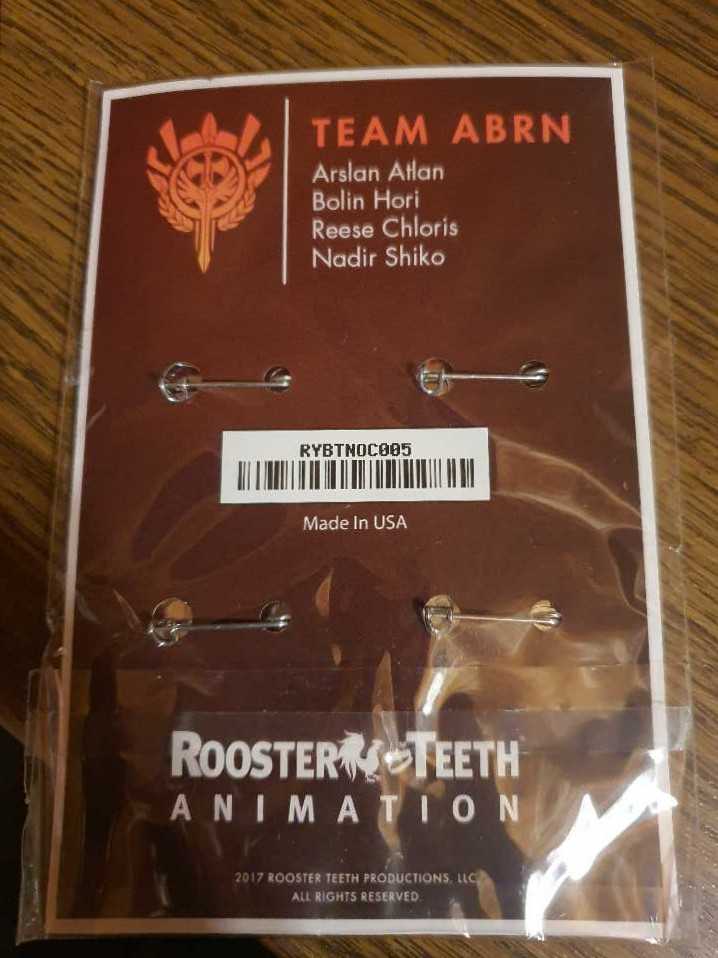 TEAM ABRN
Arslan Atlan
Bolin Hori
Reese Chloris
Nadir Shiko
RYBTNOC005
Made In USA
ROOSTER TEETH
ANIMATION
2017 ROOSTER TEETH PRODUCTIONS, LLC
ALL RIGHTS RESERVED.